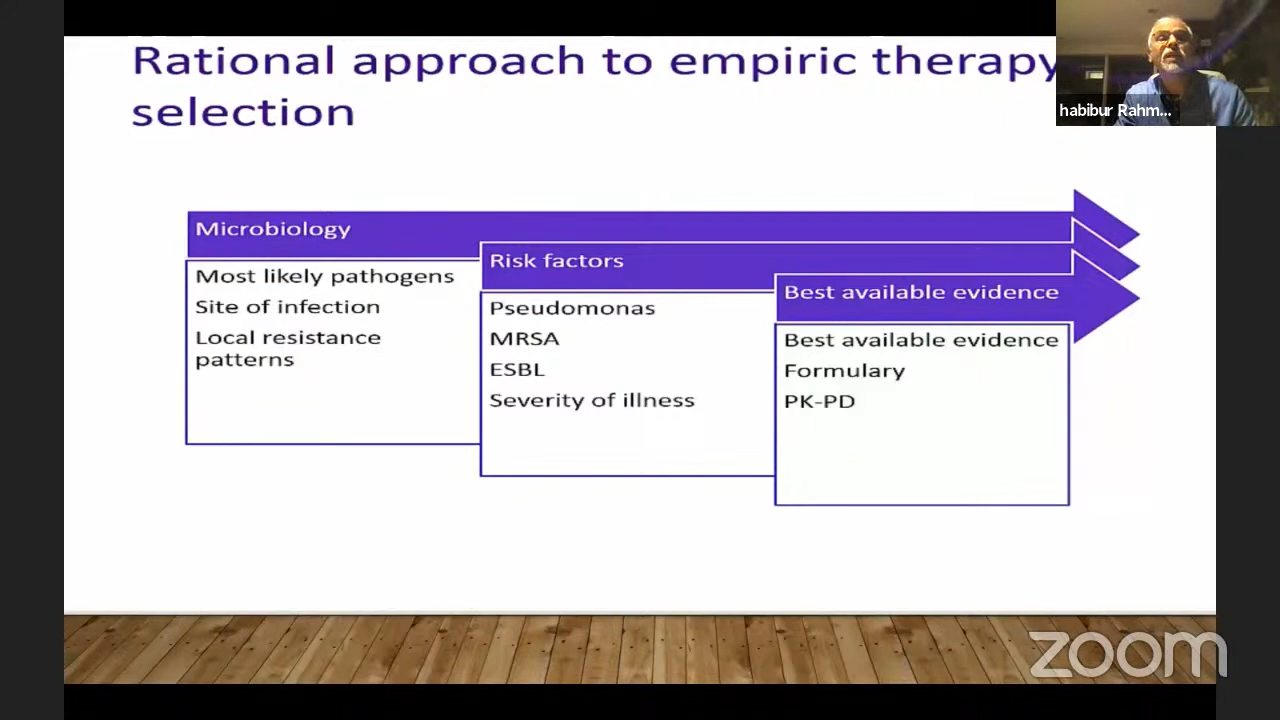 Rational approach to empiric therapy
selection
habibur Rahm...
Microbiology
Most likely pathogens
Site of infection
Local resistance
patterns
Risk factors
Pseudomonas
MRSA
ESBL
Severity of illness
Best available evidence
Best available evidence
Formulary
PK-PD
zoom